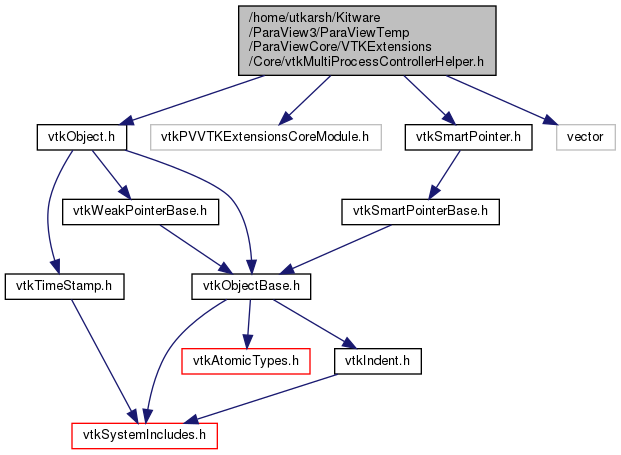 /home/utkarsh/Kitware
/ParaView3/ParaViewTemp
/ParaViewCore/VTKExtensions
/Core/vtkMultiProcessControllerHelper.h
vtkObject.h
vtkPVVTKExtensionsCoreModule.h
vtkSmartPointer.h
vector
vtkWeakPointerBase.h
vtkSmartPointerBase.h
vtkTimeStamp.h
vtkObjectBase.h
vtkAtomicTypes.h
vtkIndent.h
vtkSystemIncludes.h